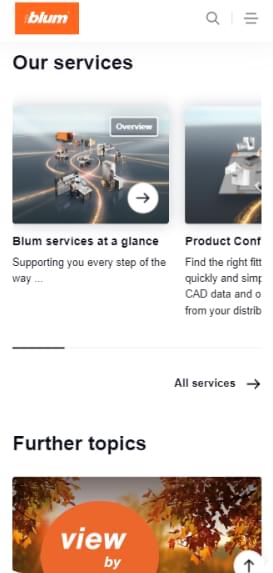 blum
Our services
Overview
Blum services at a glance
Supporting you every step of the
way ...
Product Conf
Find the right fitt
quickly and simp
CAD data and o
from your distrib
All services
Further topics
view
by